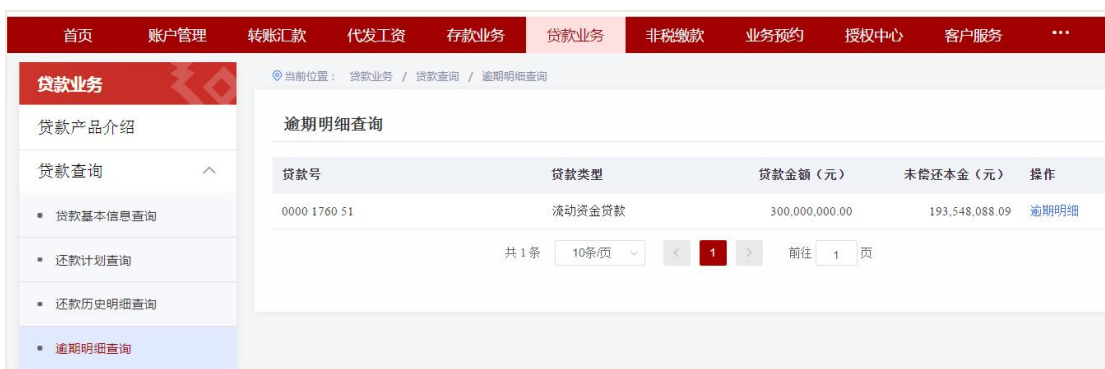 首页 账户管理 转账汇款 代发工资 存款业务 贷款业务 非税缴款 业务预约 授权中心 客户服务 •••
贷款业务
当前位置： 贷款业务 / 贷款查询 / 逾期明细查询
贷款产品介绍
逾期明细查询
贷款查询
贷款号 贷款类型 贷款金额（元） 未偿还本金（元） 操作
• 贷款基本信息查询
0000 1760 51 流动资金贷款 300,000,000.00 193,548,088.09 逾期明细
• 还款计划查询
共 1 条 10条/页 < 1 > 前往 1 页
• 还款历史明细查询
• 逾期明细查询